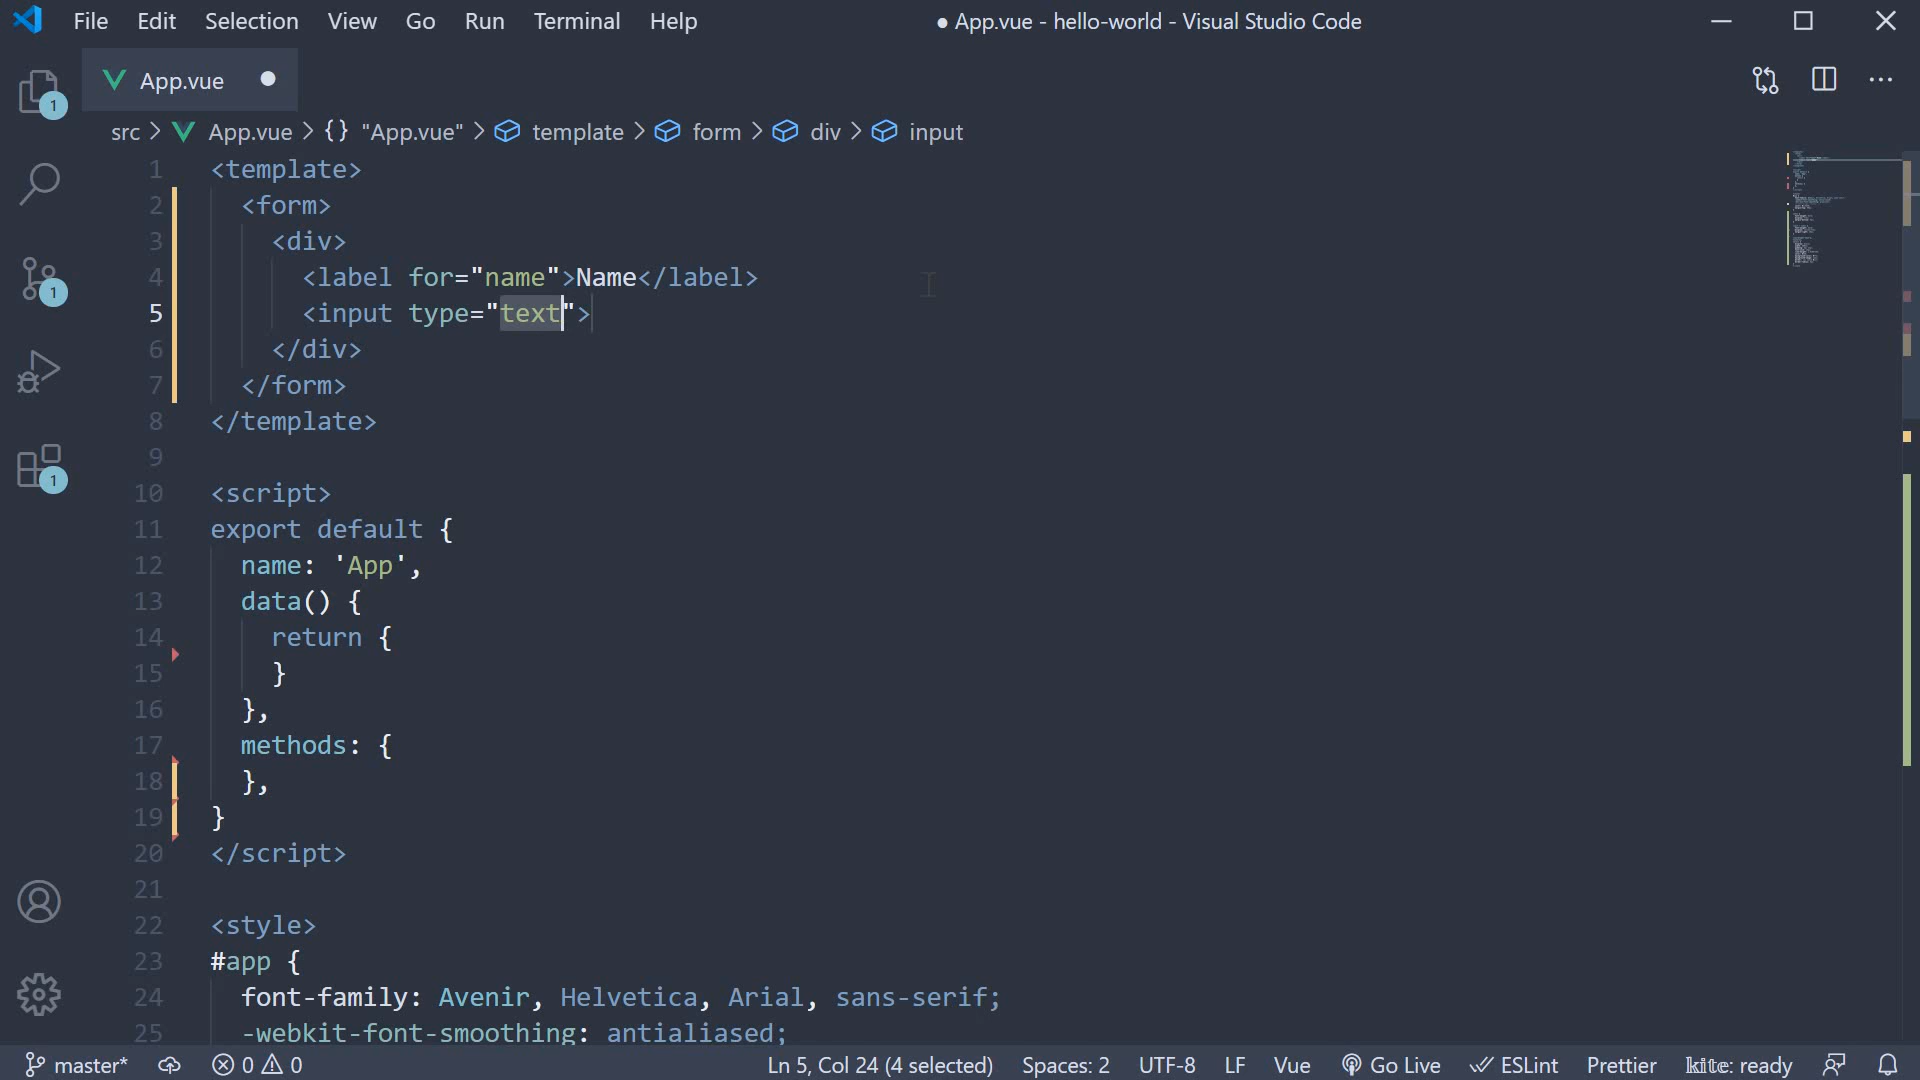 File Edit Selection View Go Run Terminal Help ● App.vue - hello-world - Visual Studio Code
App.vue
src > App.vue > {} "App.vue" > template > form > div > input
1
1
1
1 <template>
2 <form>
3 <div>
4 <label for="name">Name</label>
5 <input type="text">
6 </div>
7 </form>
8 </template>
9
10 <script>
11 export default {
12 name: 'App',
13 data() {
14 return {
15 }
16 },
17 methods: {
18 },
19 }
20 </script>
21
22 <style>
23 #app {
24 font-family: Avenir, Helvetica, Arial, sans-serif;
25 -webkit-font-smoothing: antialiased;
master* 0 0 Ln 5, Col 24 (4 selected) Spaces: 2 UTF-8 LF Vue Go Live ESLint Prettier kite: ready